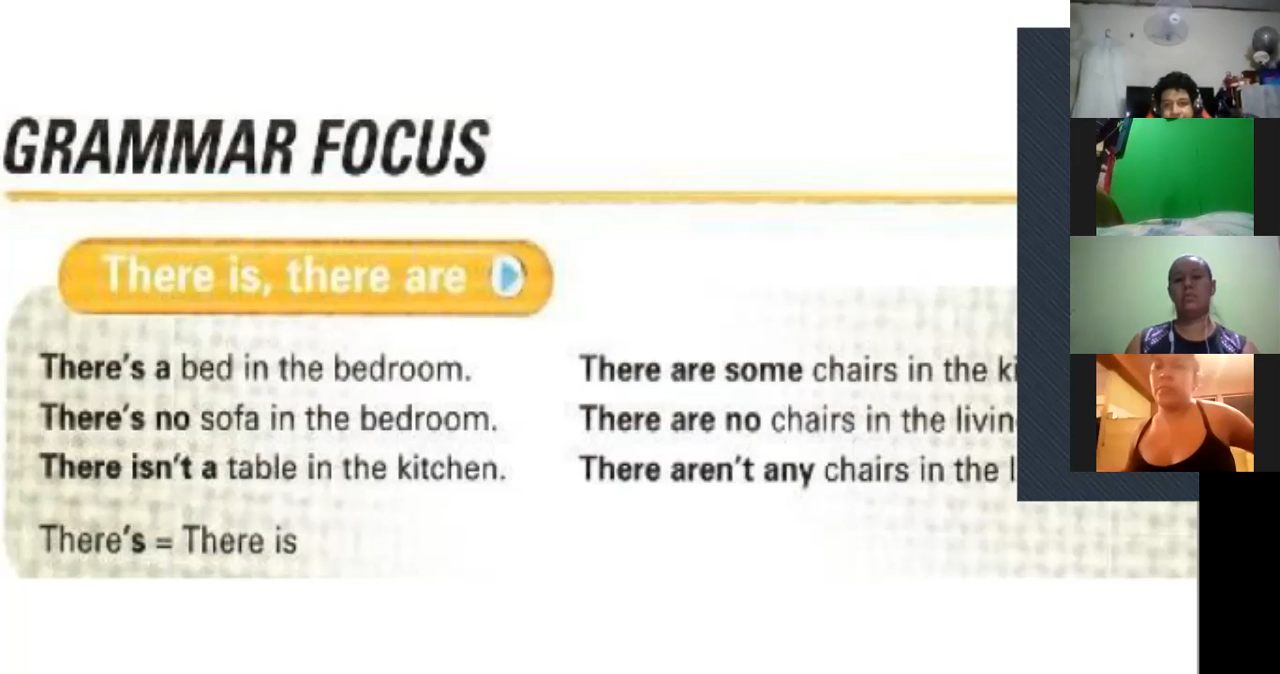 GRAMMAR FOCUS
There is, there are
There's a bed in the bedroom.
There's no sofa in the bedroom.
There isn't a table in the kitchen.
There's = There is
There are some chairs in the
There are no chairs in the
There aren't any chairs in the